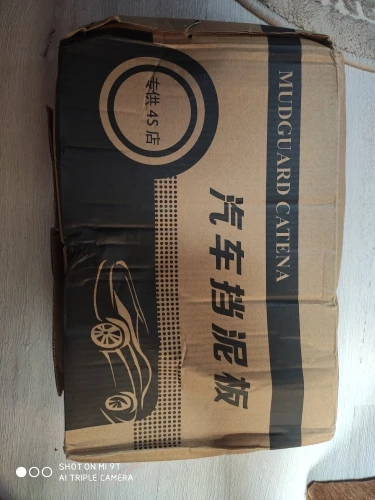 MUDGUARD CATENA
汽车挡泥板
专供4S店
SHOT ON MI 9T
AI TRIPLE CAMERA